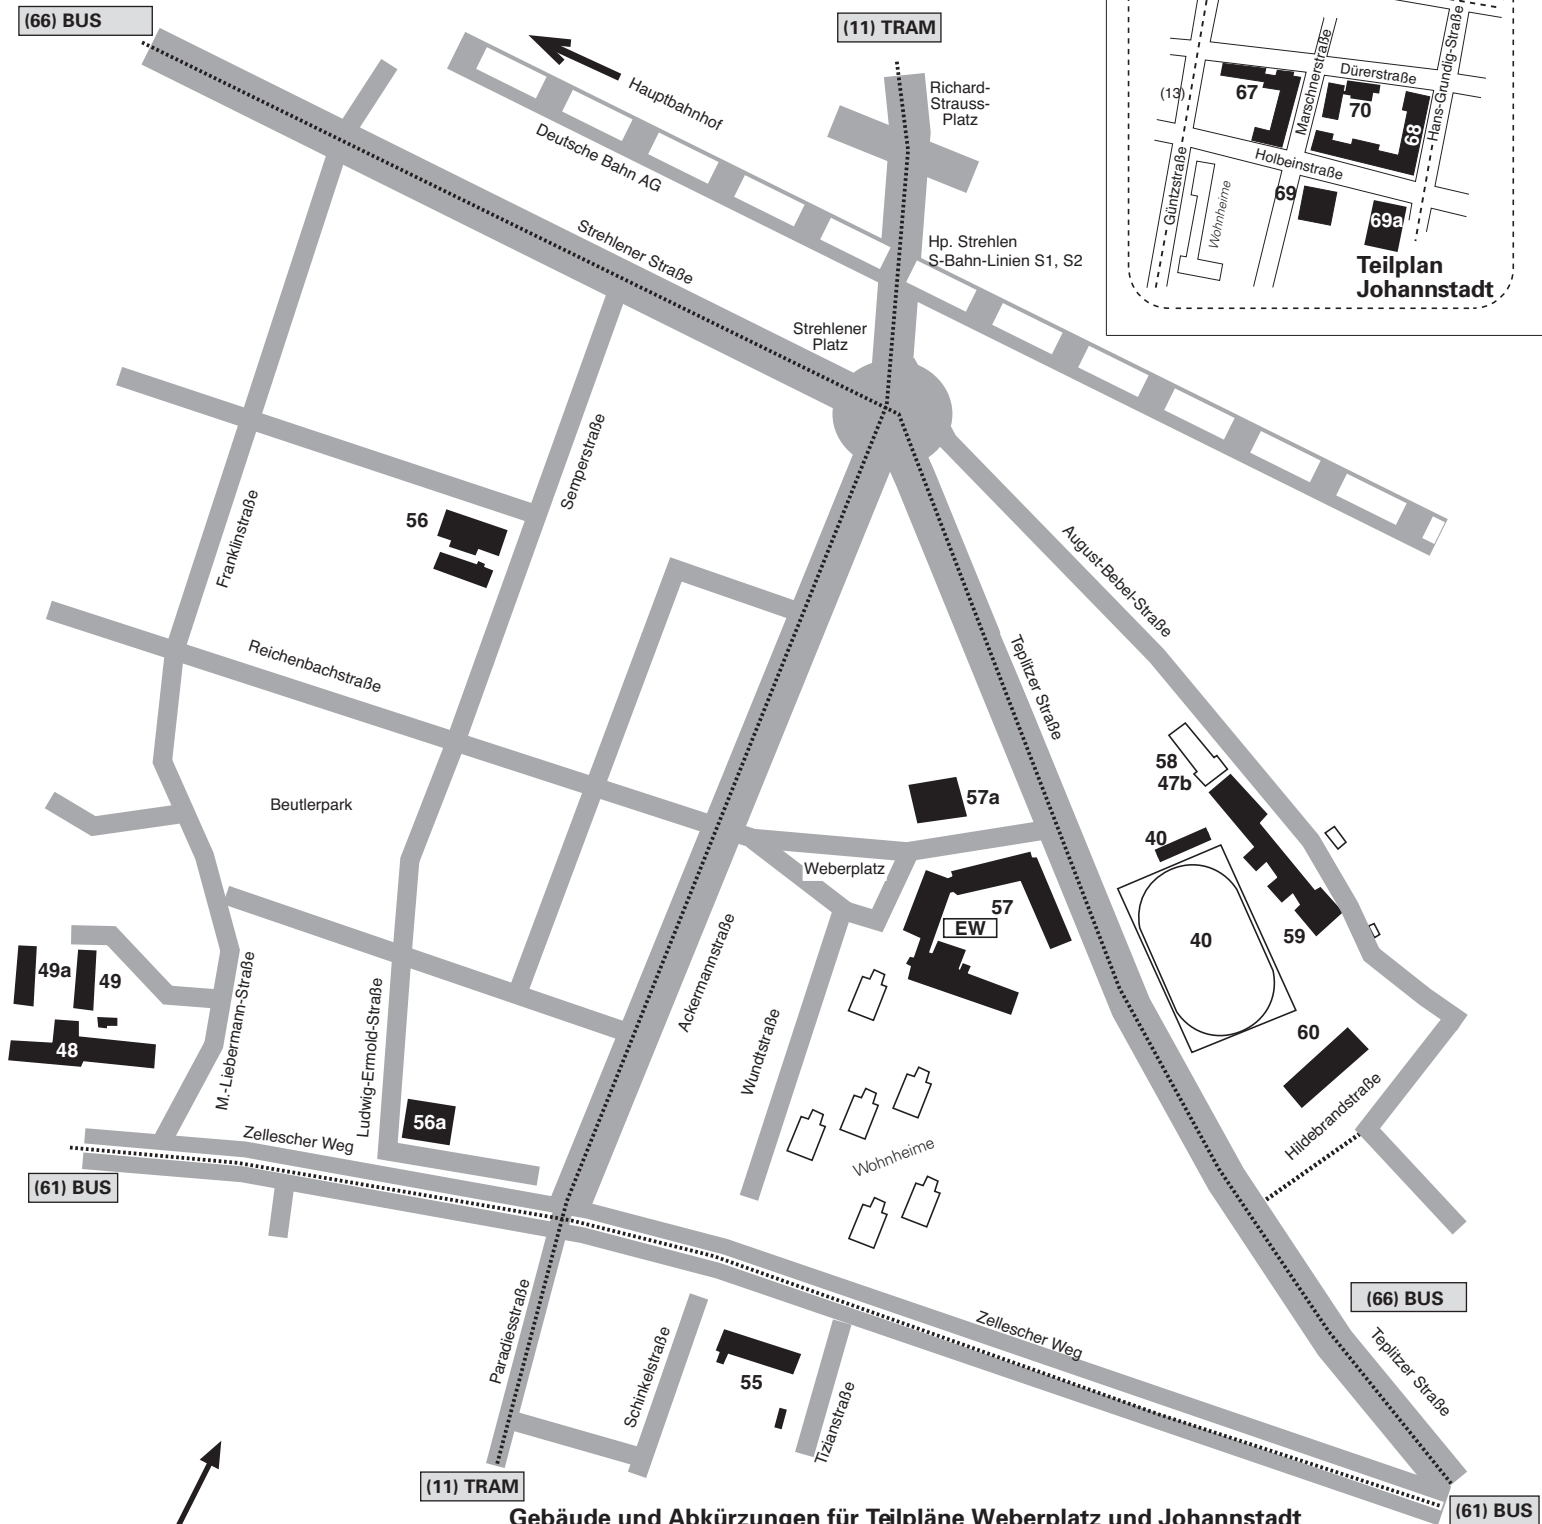 (66) BUS
(11) TRAM
Hauptbahnhof
Deutsche Bahn AG
Richard-
Strauss-
Platz
Hp. Strehlen
S-Bahn-Linien S1, S2
Strehlener Straße
Strehlener
Platz
(13)
67
Marschnerstraße
Dürerstraße
70
68
Hans-Grundig-Straße
Holbeinstraße
Güntzstraße
Wohnheime
69
69a
Teilplan
Johannstadt
Semperstraße
Franklinstraße
56
August-Bebel-Straße
Teplitzer Straße
Reichenbachstraße
Beutlerpark
58
47b
57a
40
Weberplatz
57
EW
40
59
49a
49
48
M.-Liebermann-Straße
Ludwig-Ermold-Straße
Ackermannstraße
Wundtstraße
60
Hildebrandstraße
56a
Zellescher Weg
Wohnheime
(61) BUS
(66) BUS
Paradiesstraße
Schinkelstraße
55
Tizianstraße
Zellescher Weg
Teplitzer Straße
(11) TRAM
(61) BUS
Gebäude und Abkürzungen für Teilpläne Weberplatz und Johannstadt